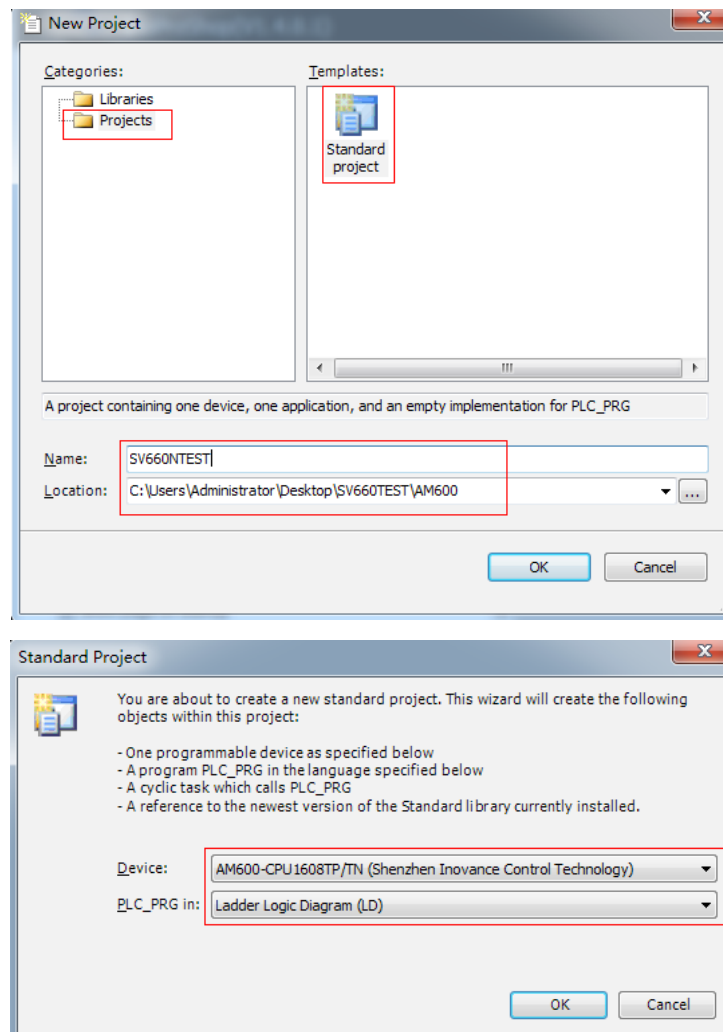 New Project
Categories:
Templates:
Libraries
Projects
Standard
project
A project containing one device, one application, and an empty implementation for PLC_PRG
Name:
SV660NTEST
Location:
C:\Users\Administrator\Desktop\SV660TEST\AM600
...
OK
Cancel
Standard Project
You are about to create a new standard project. This wizard will create the following
objects within this project:
- One programmable device as specified below
- A program PLC_PRG in the language specified below
- A cyclic task which calls PLC_PRG
- A reference to the newest version of the Standard library currently installed.
Device:
AM600-CPU1608TP/TN (Shenzhen Inovance Control Technology)
PLC_PRG in:
Ladder Logic Diagram (LD)
OK
Cancel